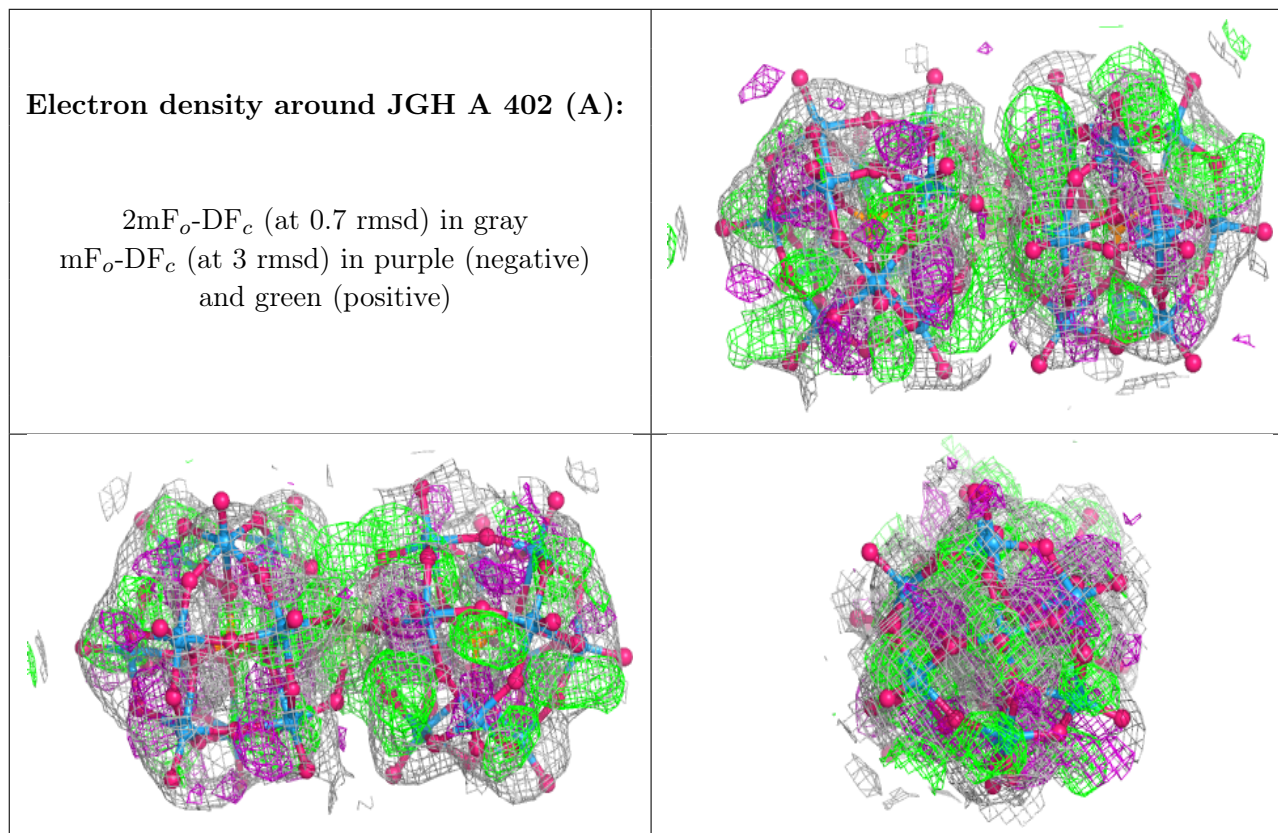 Electron density around JGH A 402 (A):
2mFₒ-DF𝒸 (at 0.7 rmsd) in gray
mFₒ-DF𝒸 (at 3 rmsd) in purple (negative)
and green (positive)